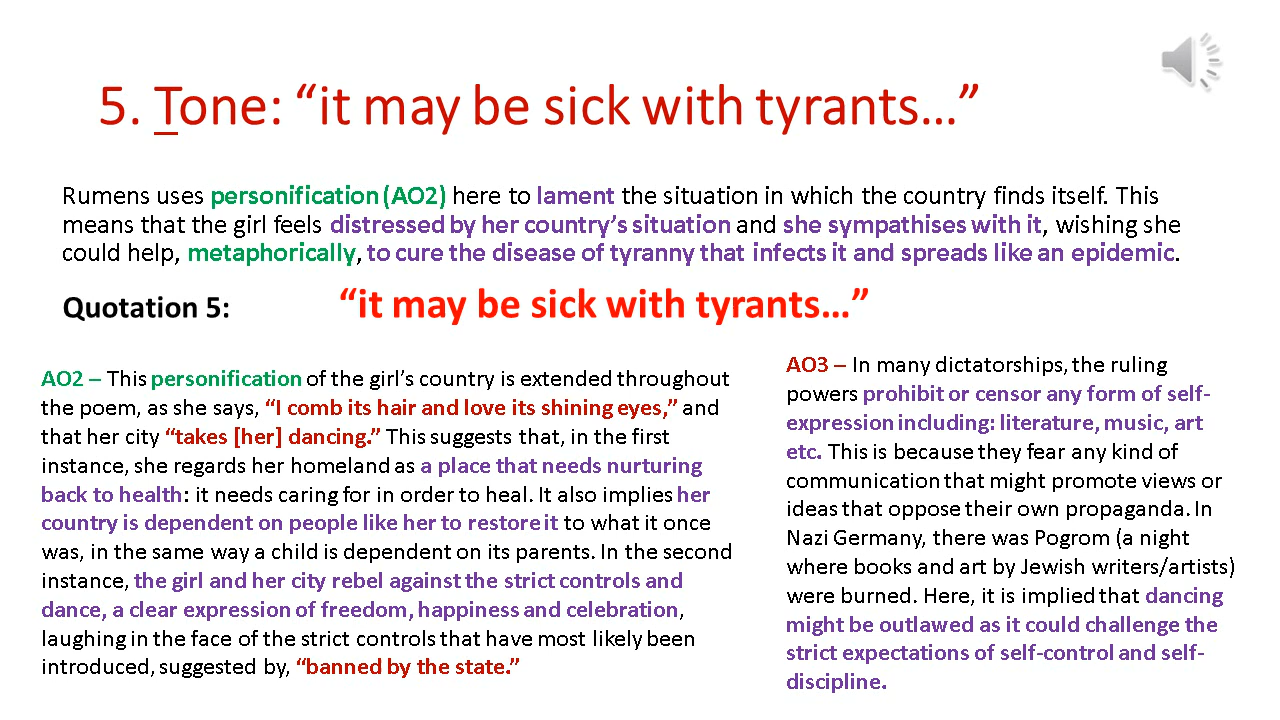 5. Tone: “it may be sick with tyrants…”
Rumens uses personification (AO2) here to lament the situation in which the country finds itself. This
means that the girl feels distressed by her country’s situation and she sympathises with it, wishing she
could help, metaphorically, to cure the disease of tyranny that infects it and spreads like an epidemic.
Quotation 5: “it may be sick with tyrants…”
AO2 – This personification of the girl’s country is extended throughout
the poem, as she says, “I comb its hair and love its shining eyes,” and
that her city “takes [her] dancing.” This suggests that, in the first
instance, she regards her homeland as a place that needs nurturing
back to health: it needs caring for in order to heal. It also implies her
country is dependent on people like her to restore it to what it once
was, in the same way a child is dependent on its parents. In the second
instance, the girl and her city rebel against the strict controls and
dance, a clear expression of freedom, happiness and celebration,
laughing in the face of the strict controls that have most likely been
introduced, suggested by, “banned by the state.”
AO3 – In many dictatorships, the ruling
powers prohibit or censor any form of self-
expression including: literature, music, art
etc. This is because they fear any kind of
communication that might promote views or
ideas that oppose their own propaganda. In
Nazi Germany, there was Pogrom (a night
where books and art by Jewish writers/artists)
were burned. Here, it is implied that dancing
might be outlawed as it could challenge the
strict expectations of self-control and self-
discipline.